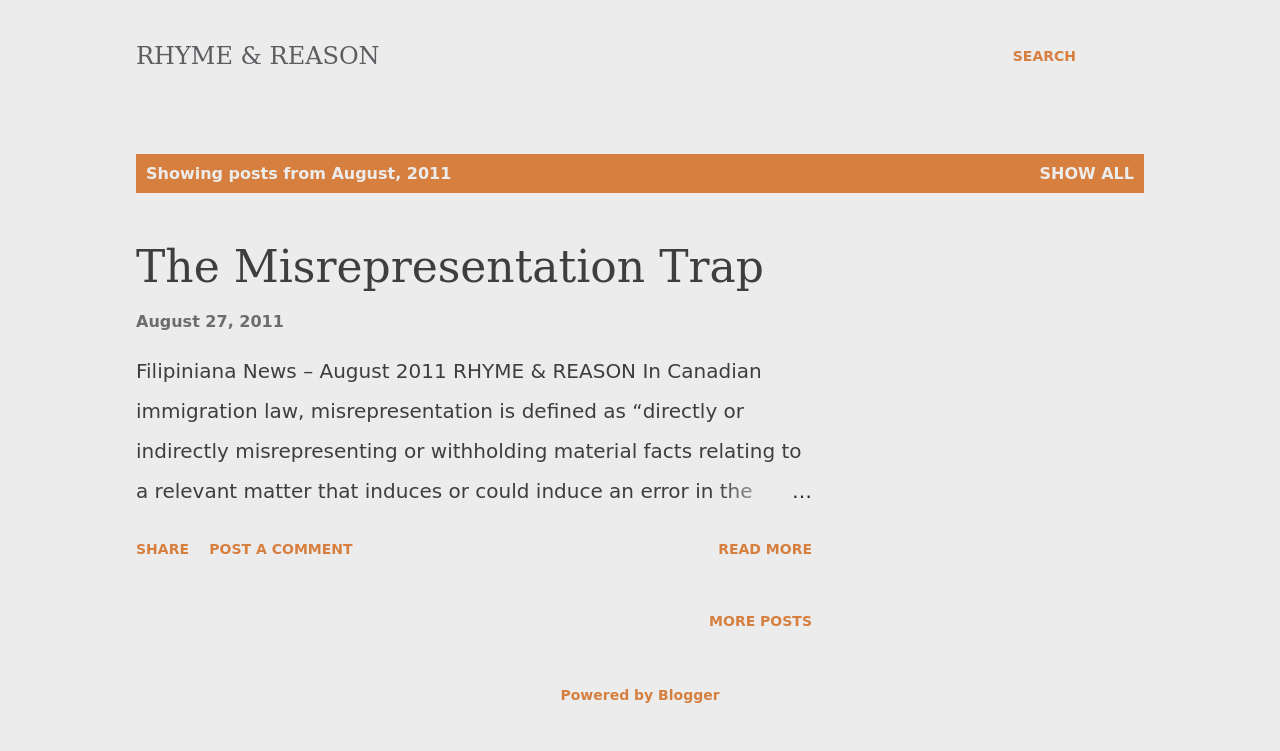 RHYME & REASON
SEARCH
Showing posts from August, 2011
SHOW ALL
The Misrepresentation Trap
August 27, 2011
Filipiniana News – August 2011 RHYME & REASON In Canadian
immigration law, misrepresentation is defined as “directly or
indirectly misrepresenting or withholding material facts relating to
a relevant matter that induces or could induce an error in the …
SHARE
POST A COMMENT
READ MORE
MORE POSTS
Powered by Blogger